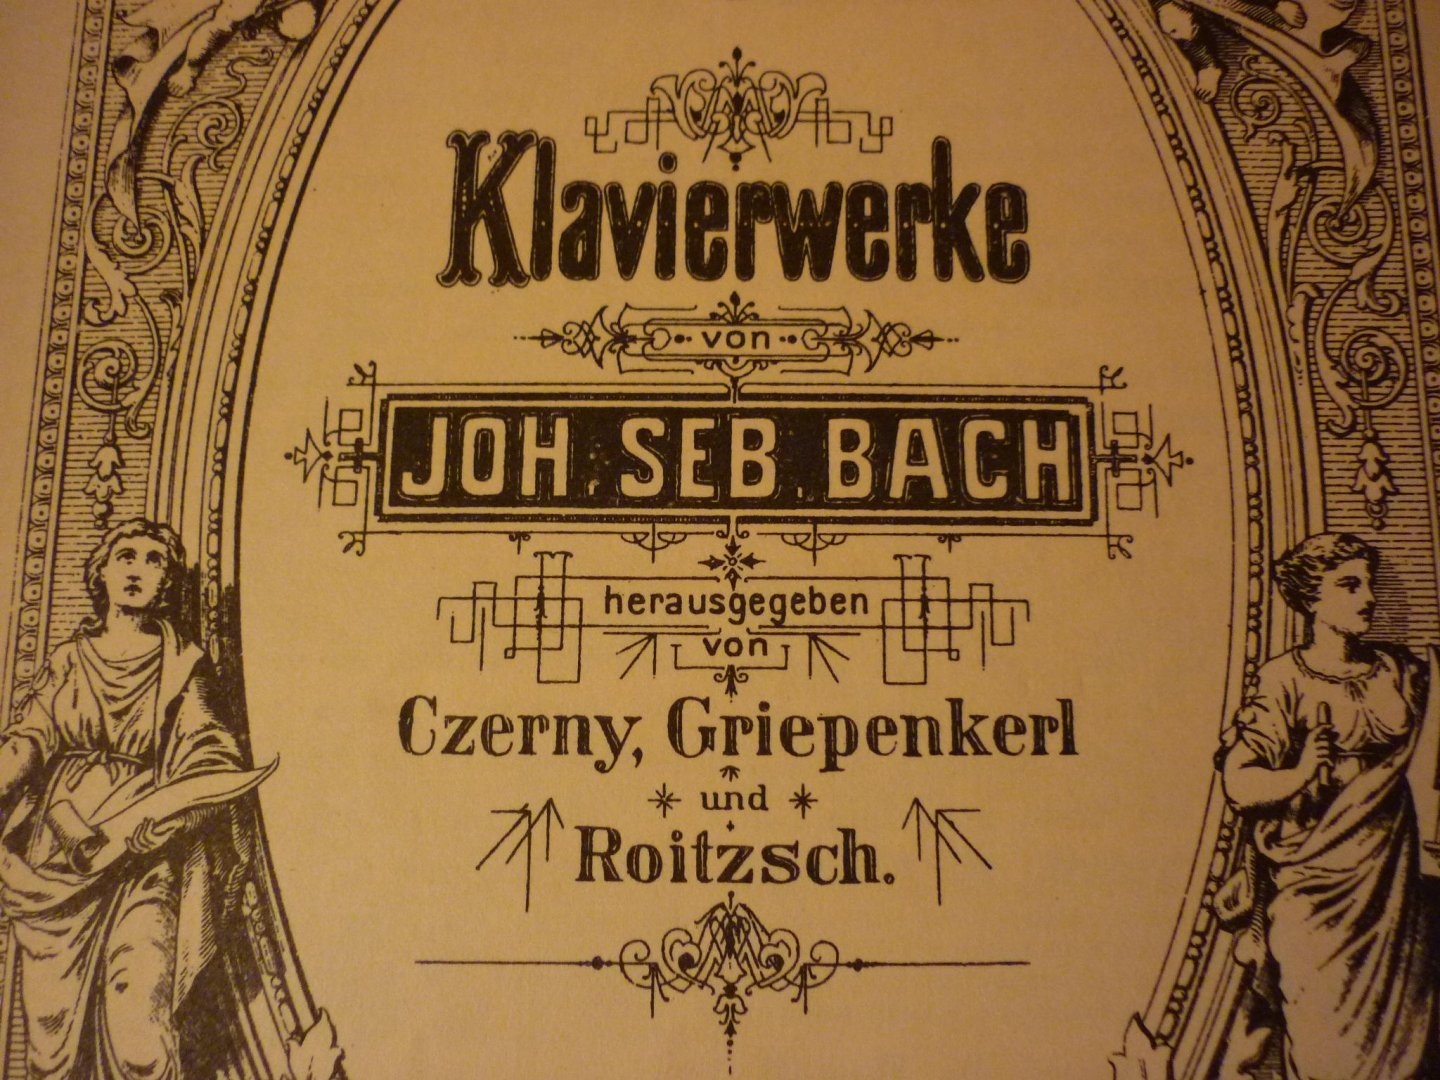 Klavierwerke
von
JOH. SEB. BACH
herausgegeben
von
Czerny, Griepenkerl
und
Roitzsch.